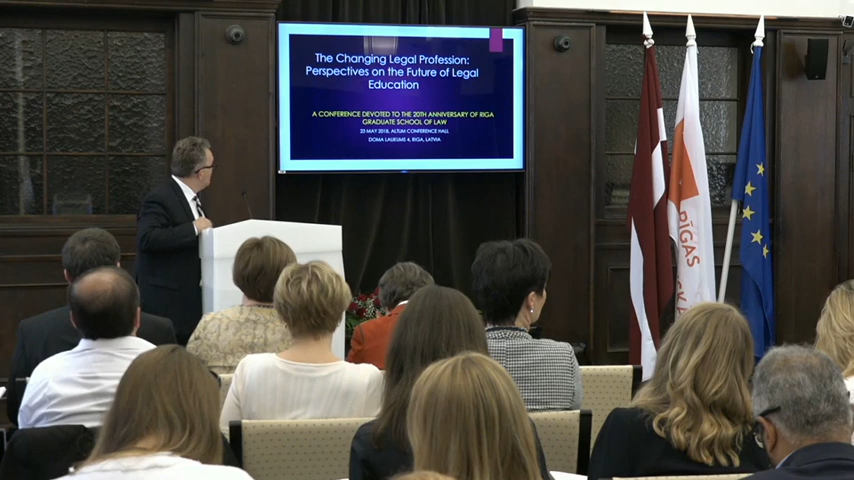 The Changing Legal Profession:
Perspectives on the Future of Legal
Education
A CONFERENCE DEVOTED TO THE 20TH ANNIVERSARY OF RIGA
GRADUATE SCHOOL OF LAW
23 MAY 2018, ALTUM CONFERENCE HALL
DOMA LAUKUMS 4, RIGA, LATVIA
RĪGAS